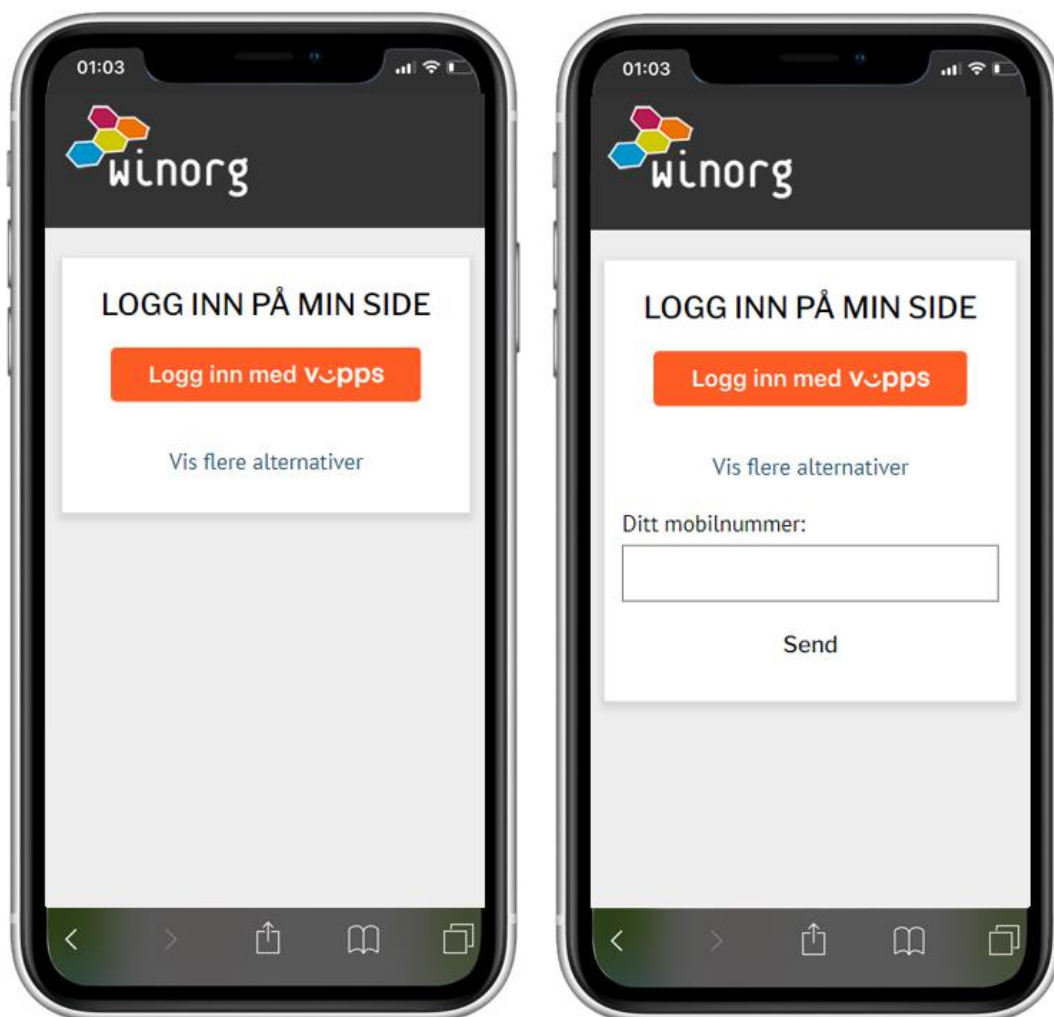 01:03
winorg
LOGG INN PÅ MIN SIDE
Logg inn med vipps
Vis flere alternativer
01:03
winorg
LOGG INN PÅ MIN SIDE
Logg inn med vipps
Vis flere alternativer
Ditt mobilnummer:
Send